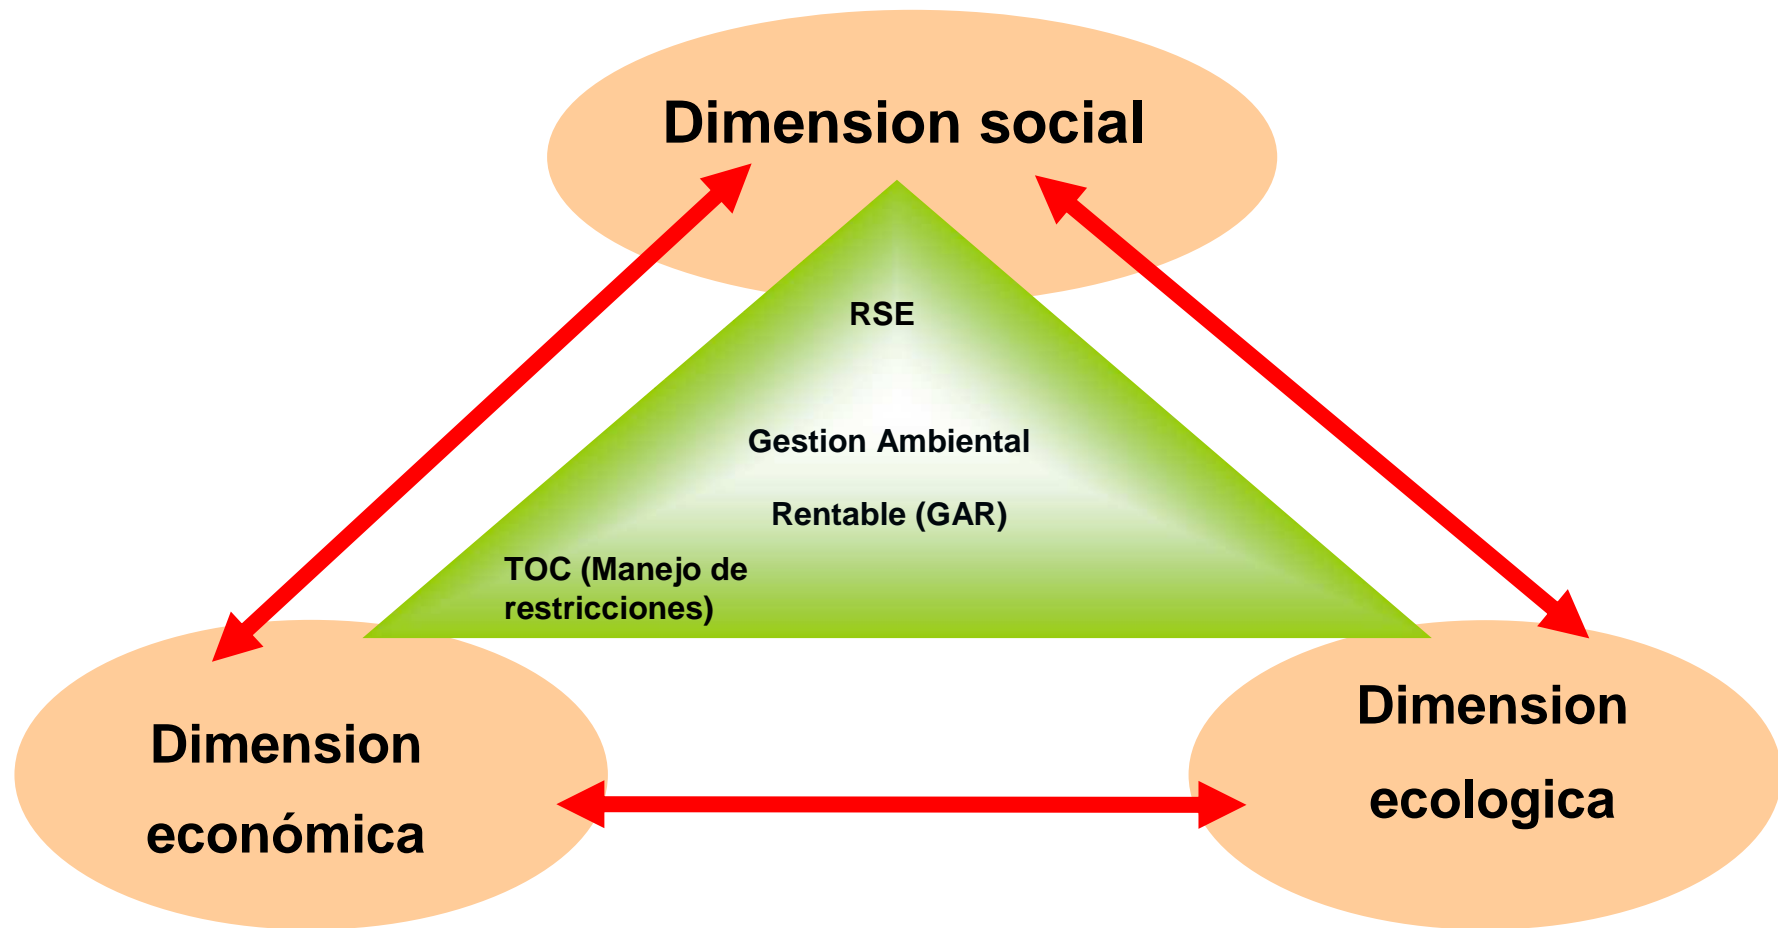 Dimension social
RSE
Gestion Ambiental
Rentable (GAR)
TOC (Manejo de
restricciones)
Dimension
económica
Dimension
ecologica